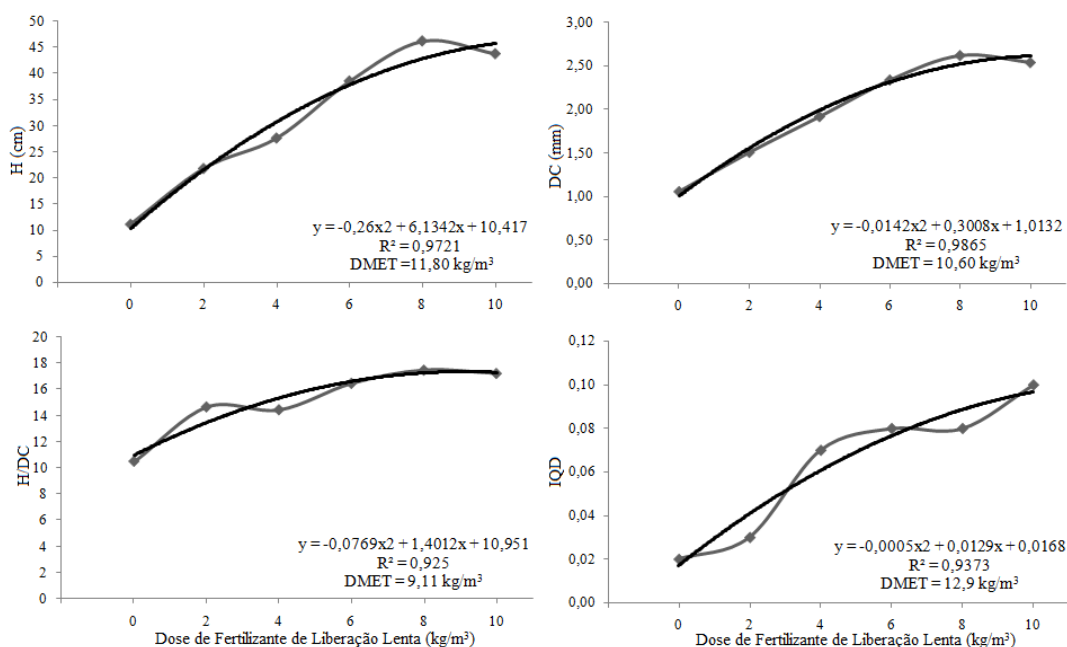 50
45
40
35
30
25
20
15
10
5
0
H (cm)
y = -0,26x2 + 6,1342x + 10,417
R² = 0,9721
DMET =11,80 kg/m³
0 2 4 6 8 10
3,00
2,50
2,00
1,50
1,00
0,50
0,00
DC (mm)
y = -0,0142x2 + 0,3008x + 1,0132
R² = 0,9865
DMET = 10,60 kg/m³
0 2 4 6 8 10
20
18
16
14
12
10
8
6
4
2
0
H/DC
y = -0,0769x2 + 1,4012x + 10,951
R² = 0,925
DMET = 9,11 kg/m³
0 2 4 6 8 10
Dose de Fertilizante de Liberação Lenta (kg/m³)
0,12
0,10
0,08
0,06
0,04
0,02
0,00
IQD
y = -0,0005x2 + 0,0129x + 0,0168
R² = 0,9373
DMET = 12,9 kg/m³
0 2 4 6 8 10
Dose de Fertilizante de Liberação Lenta (kg/m³)